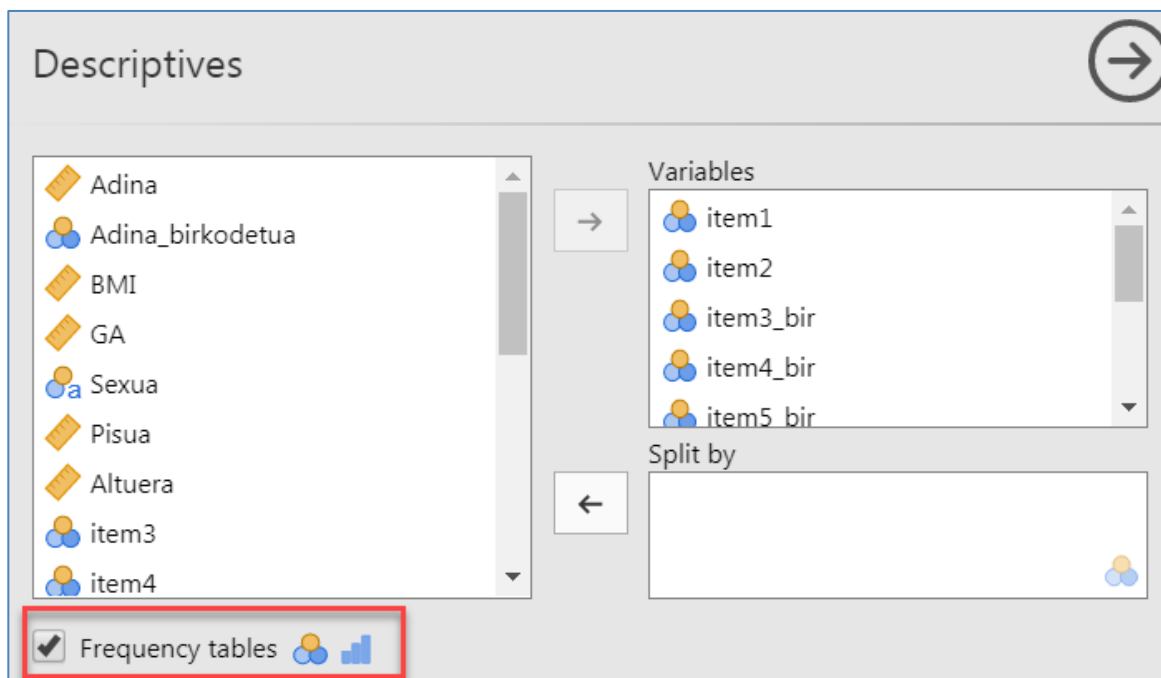 Descriptives
Adina
Adina_birkodetua
BMI
GA
Sexua
Pisua
Altuera
item3
item4
Variables
item1
item2
item3_bir
item4_bir
item5_bir
Split by
Frequency tables